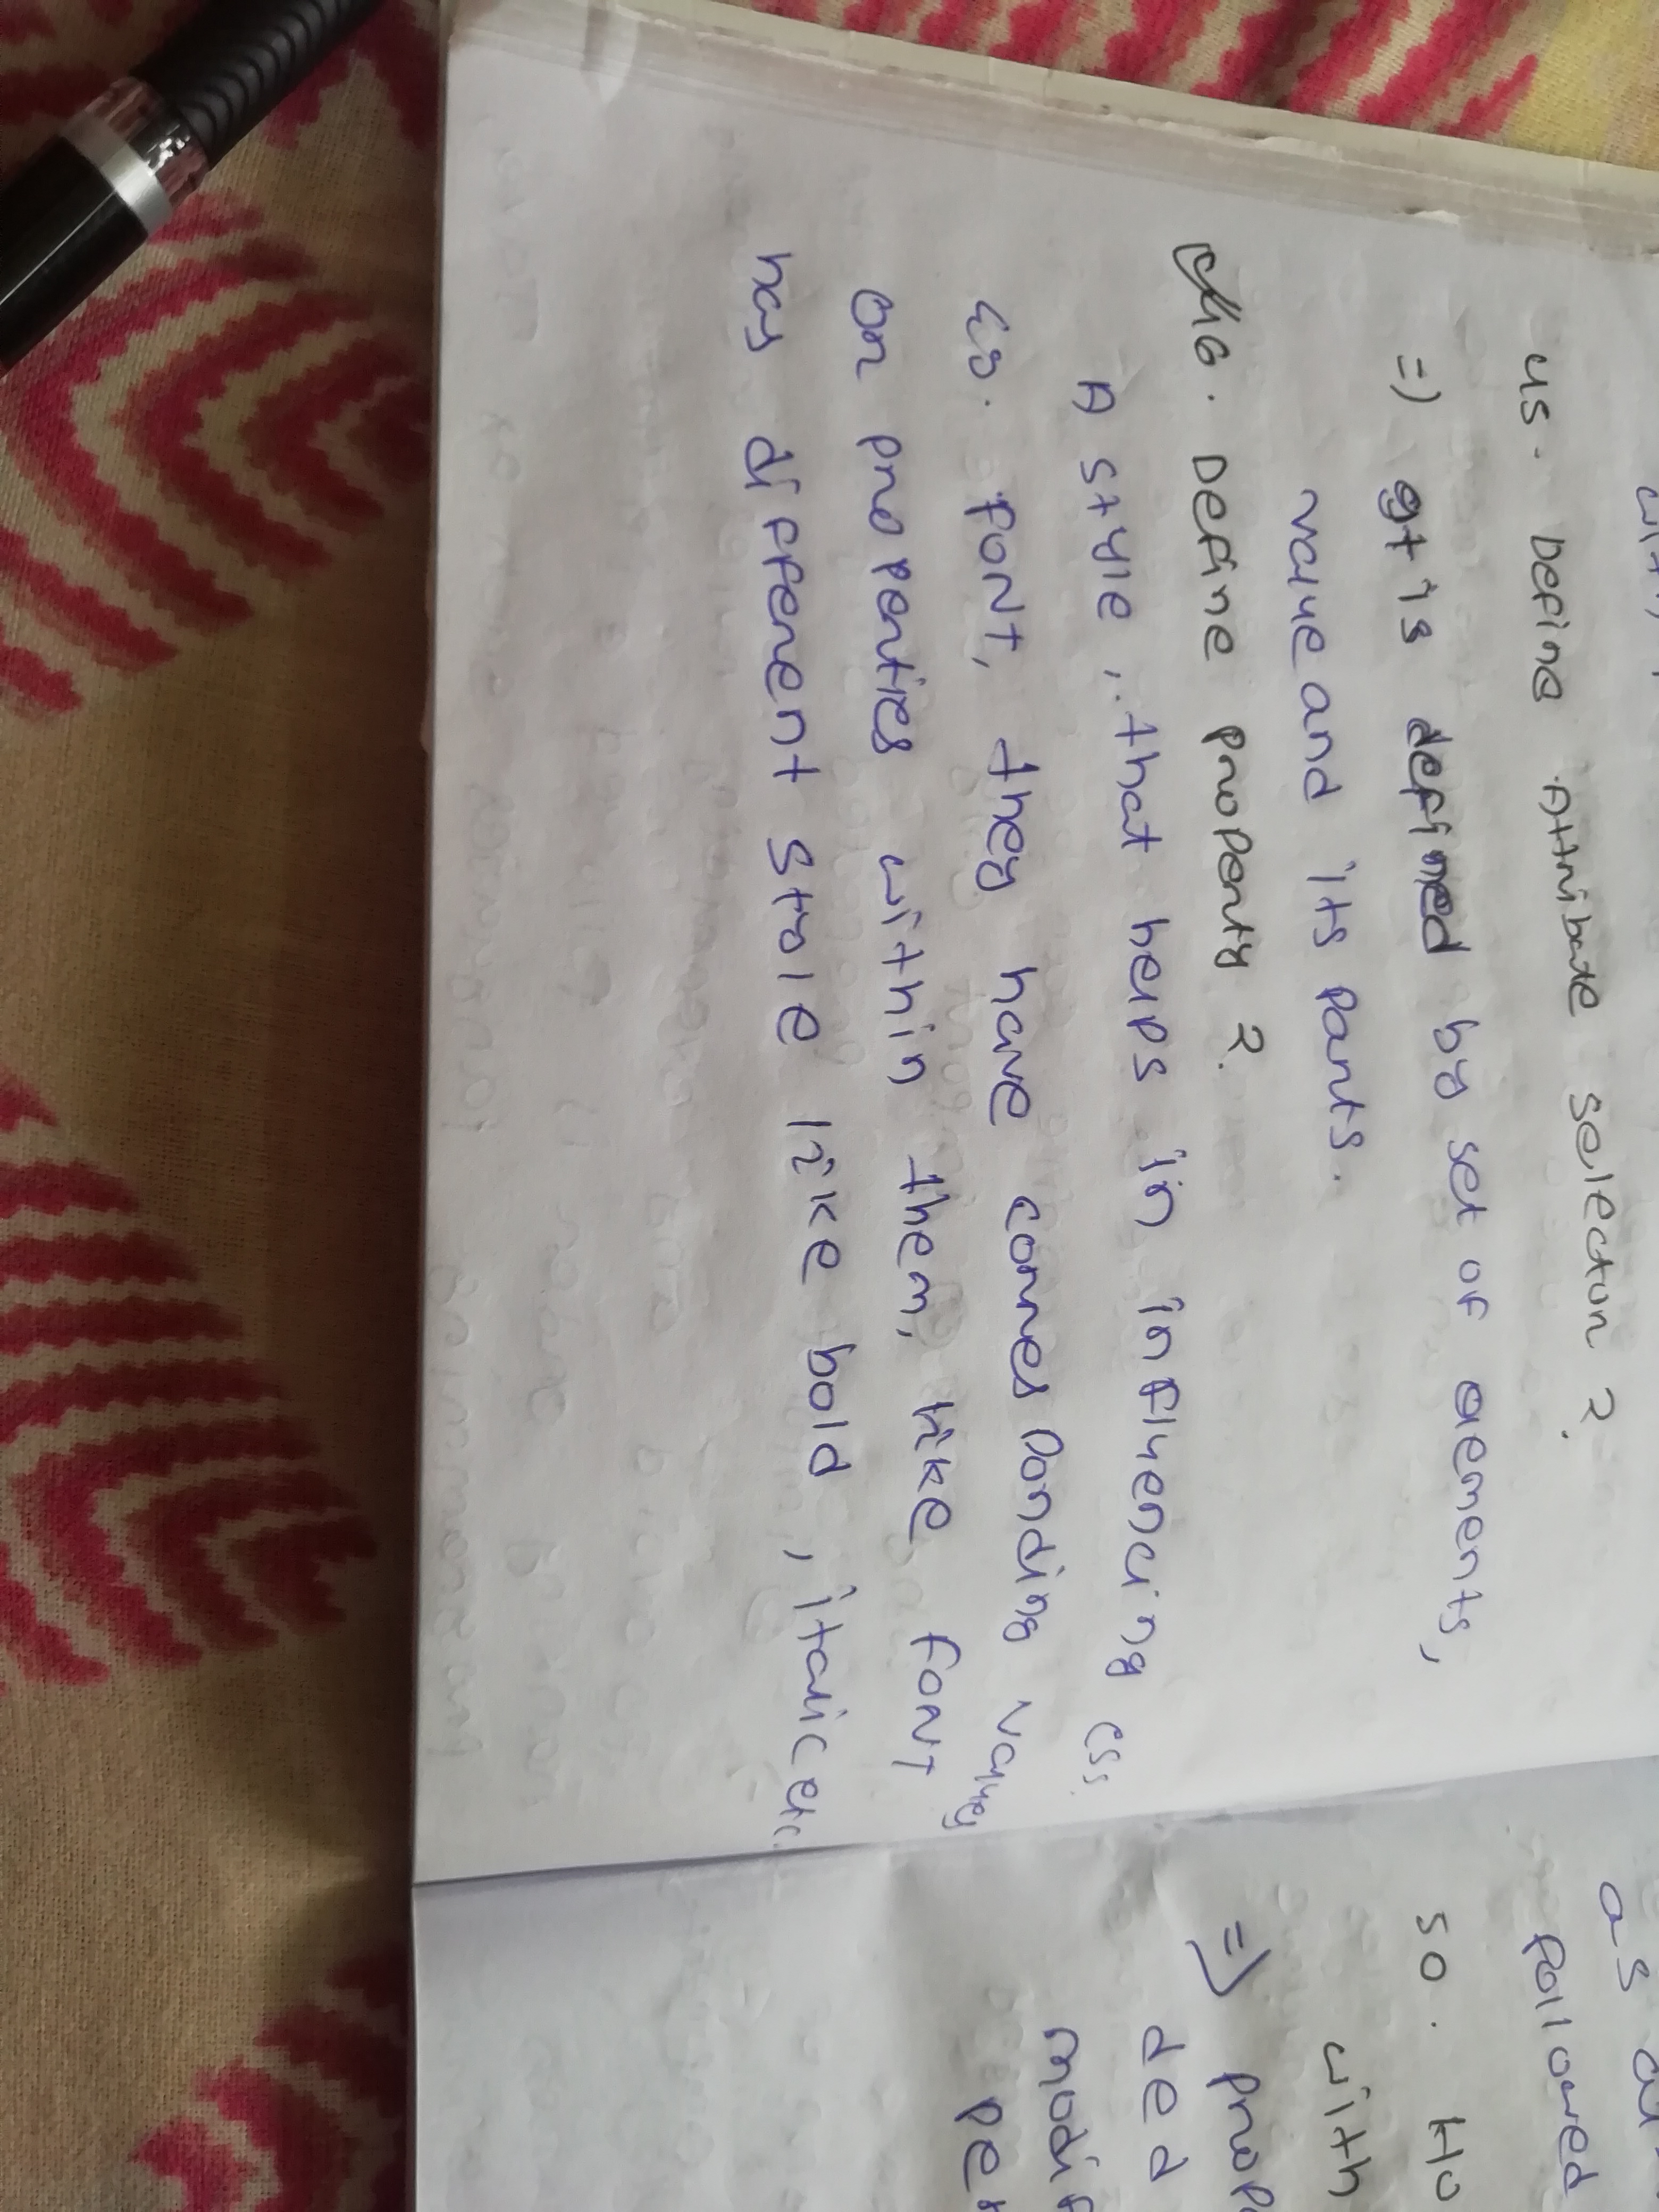 45. Define Attribute selector ?
=> It is defined by set of elements,
value and its parts.
46. Define property ?
A style, that helps in influencing CSS.
Eg. FONT, they have corresponding values
or properties within them, like FONT
has different style like bold, italic etc.
as
followed
50. Ho
with
=> prop
ded
modif
per